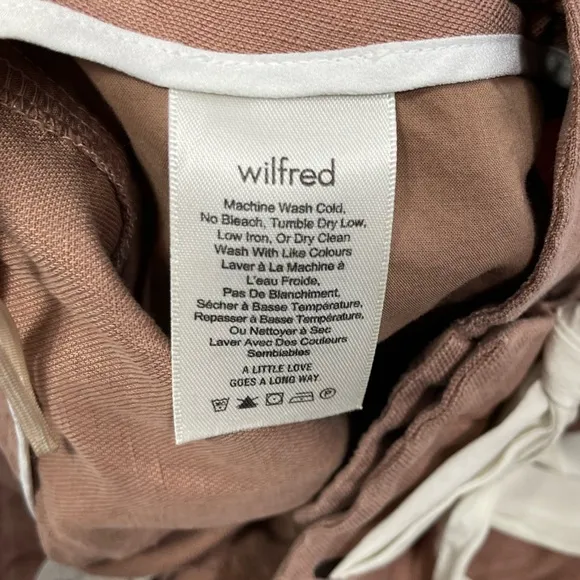 wilfred
Machine Wash Cold,
No Bleach, Tumble Dry Low,
Low Iron, Or Dry Clean
Wash With Like Colours
Laver À La Machine à
L'eau Froide,
Pas De Blanchiment,
Sécher à Basse Température,
Repasser à Basse Température,
Ou Nettoyer à Sec
Laver Avec Des Couleurs
Semblables
A LITTLE LOVE
GOES A LONG WAY.
P